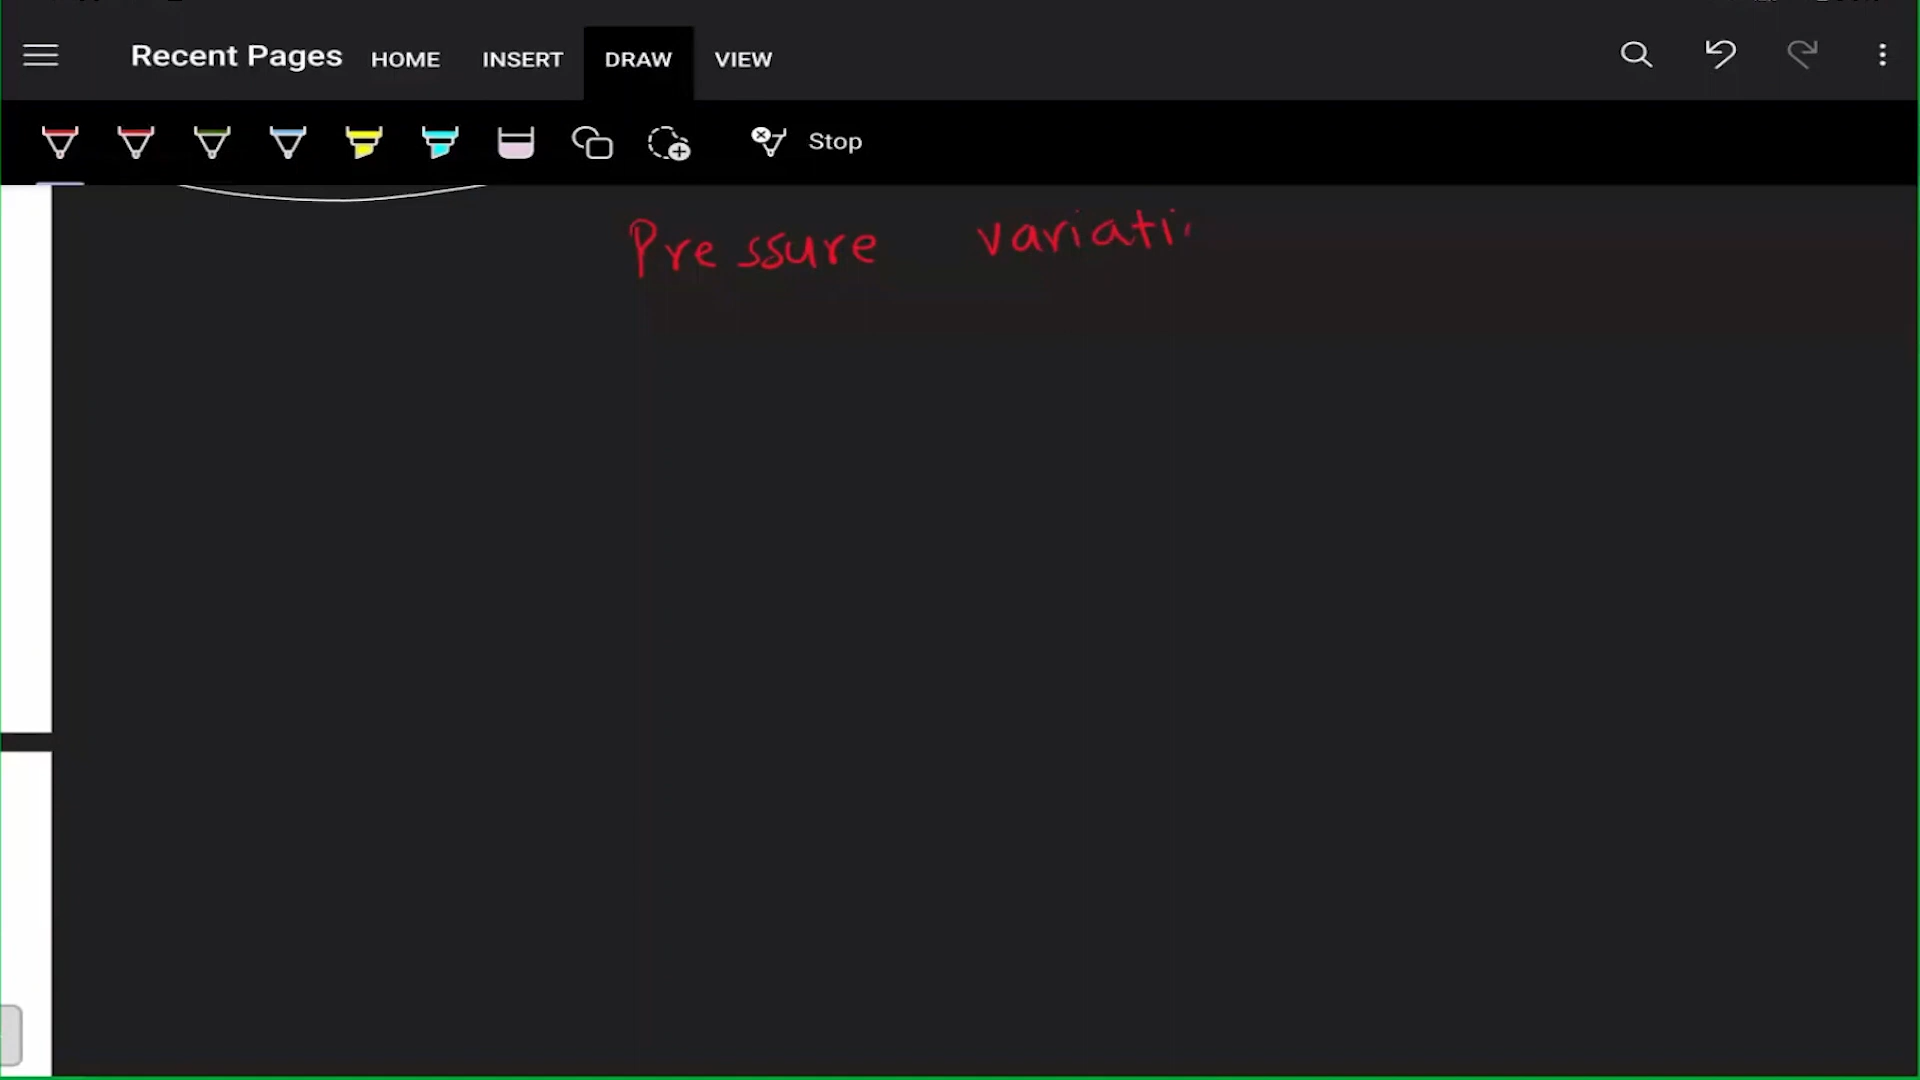 Recent Pages HOME INSERT DRAW VIEW
Stop
Pressure variati